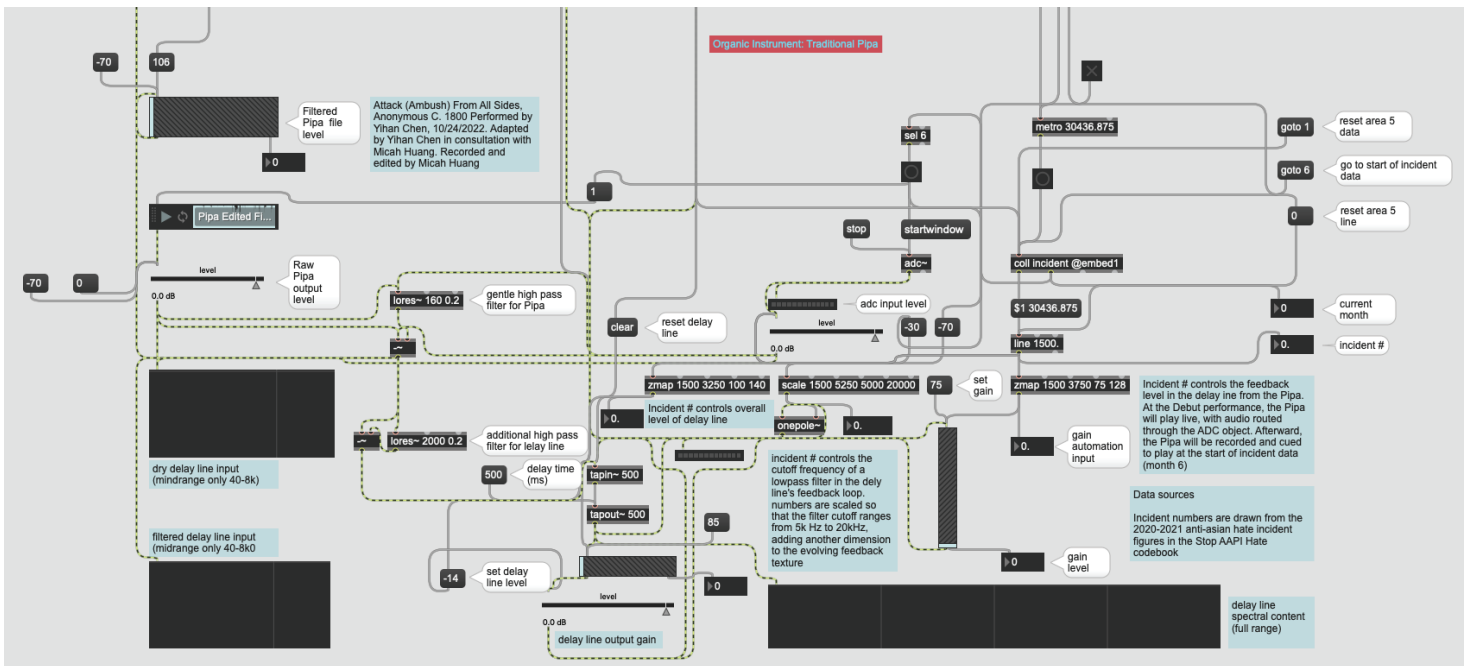 Organic Instrument: Traditional Pipa
-70
106
Filtered
Pipa file
level
Attack (Ambush) From All Sides,
Anonymous C. 1800 Performed by
Yihan Chen, 10/24/2022. Adapted
by Yihan Chen in consultation with
Micah Huang. Recorded and
edited by Micah Huang
0
sel 6
metro 30436.875
goto 1
reset area 5
data
goto 6
go to start of incident
data
1
Pipa Edited Fi...
0
reset area 5
line
stop
startwindow
-70
0
level
0.0 dB
Raw
Pipa
output
level
adc~
coll incident @embed1
lores~ 160 0.2
gentle high pass
filter for Pipa
adc input level
$1 30436.875
0
current
month
clear
reset delay
line
level
0.0 dB
-30
-70
line 1500.
0.
incident #
-~
zmap 1500 3250 100 140
scale 1500 5250 5000 20000
75
set
gain
zmap 1500 3750 75 128
0.
Incident # controls overall
level of delay line
onepole~
0.
0.
gain
automation
input
Incident # controls the feedback
level in the delay ine from the Pipa.
At the Debut performance, the Pipa
will play live, with audio routed
through the ADC object. Afterward,
the Pipa will be recorded and cued
to play at the start of incident data
(month 6)
-~
lores~ 2000 0.2
additional high pass
filter for lelay line
dry delay line input
(mindrange only 40-8k)
500
delay time
(ms)
tapin~ 500
tapout~ 500
incident # controls the
cutoff frequency of a
lowpass filter in the dely
line's feedback loop.
numbers are scaled so
that the filter cutoff ranges
from 5k Hz to 20kHz,
adding another dimension
to the evolving feedback
texture
Data sources
Incident numbers are drawn from the
2020-2021 anti-asian hate incident
figures in the Stop AAPI Hate
codebook
85
filtered delay line input
(midrange only 40-8k0
-14
set delay
line level
0
0
gain
level
level
0.0 dB
delay line output gain
delay line
spectral content
(full range)